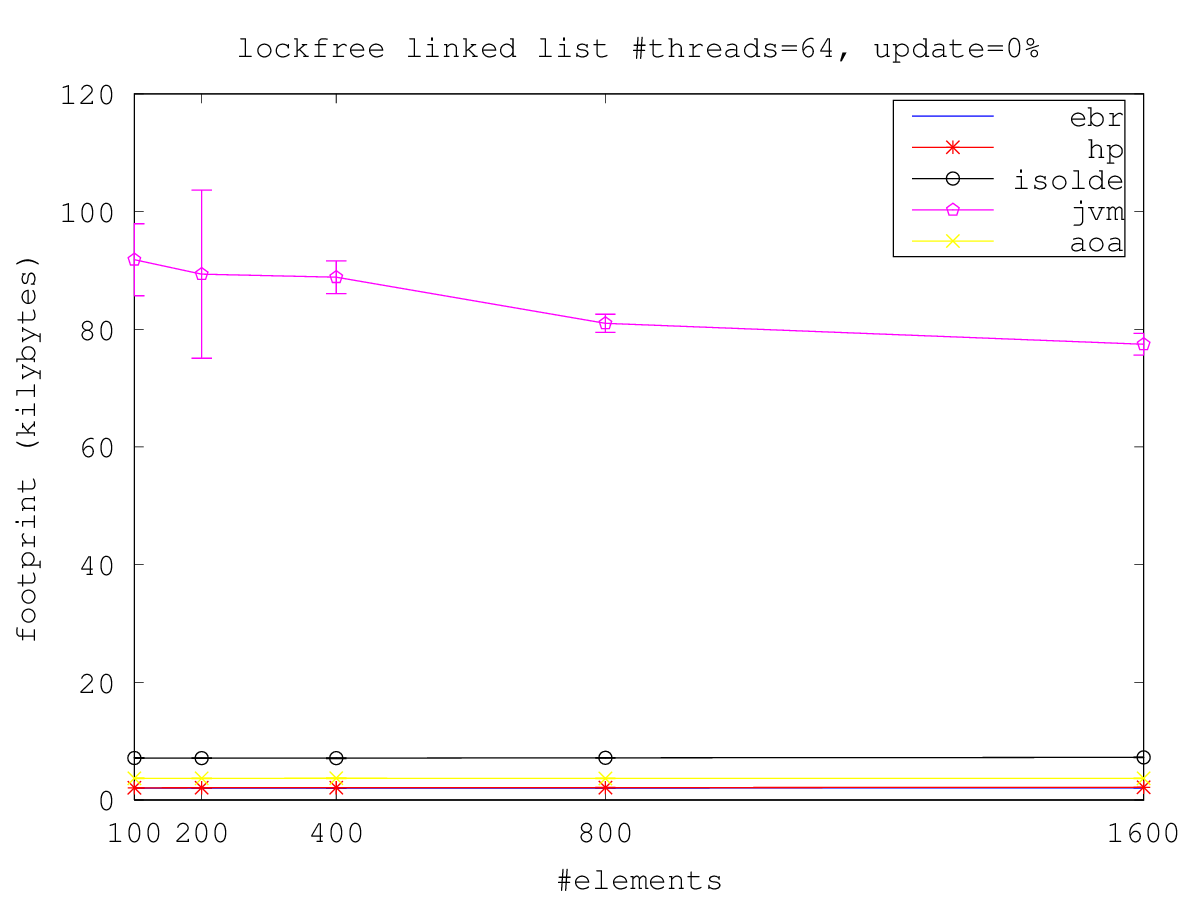 lockfree linked list #threads=64, update=0%
120
100
80
60
40
20
0
footprint (kilybytes)
ebr
hp
isolde
jvm
aoa
100 200 400 800 1600
#elements